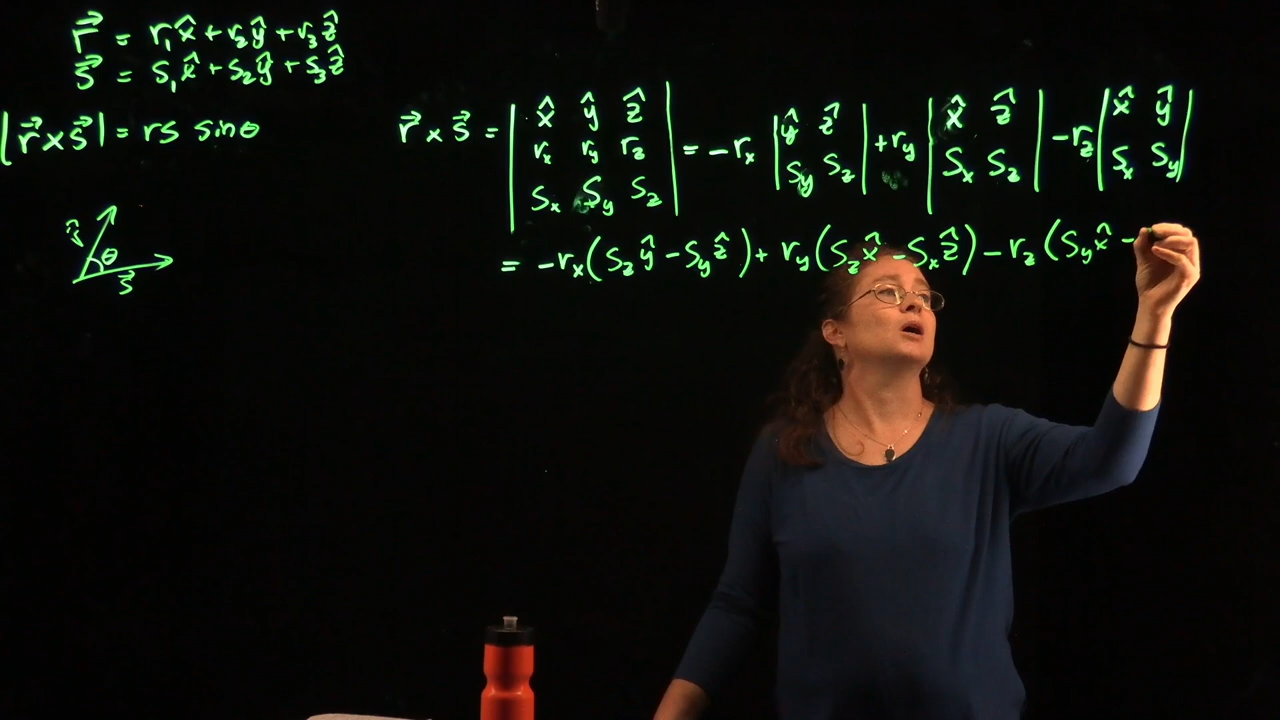 r⃗ = r₁x̂ + r₂ŷ + r₃ẑ
s⃗ = s₁x̂ + s₂ŷ + s₃ẑ
|r⃗ × s⃗| = rs sinθ
r⃗ × s⃗ = | x̂ ŷ ẑ ; rₓ r_y r_z ; Sₓ S_y S_z | = -rₓ | ŷ ẑ ; S_y S_z | + r_y | x̂ ẑ ; Sₓ S_z | - r_z | x̂ ŷ ; Sₓ S_y |
= -rₓ(S_z ŷ - S_y ẑ) + r_y(S_z x̂ - Sₓ ẑ) - r_z(S_y x̂ -
θ
s⃗